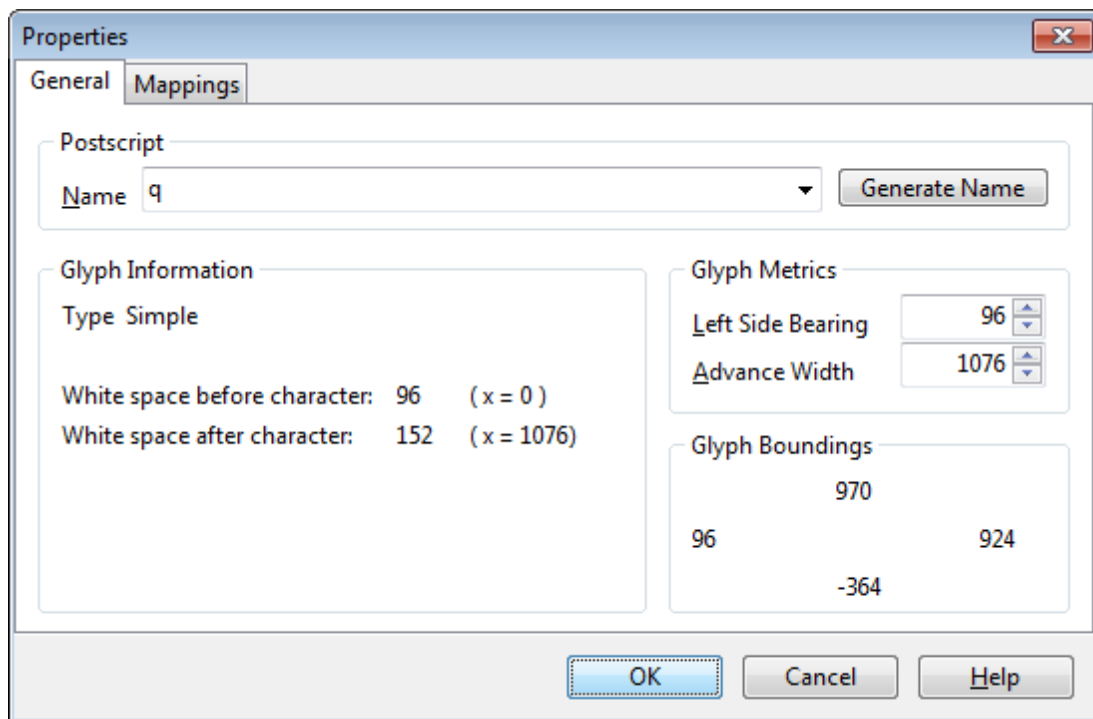 Properties
General Mappings
Postscript
Name q Generate Name
Glyph Information
Type Simple
White space before character: 96 ( x = 0 )
White space after character: 152 ( x = 1076)
Glyph Metrics
Left Side Bearing 96
Advance Width 1076
Glyph Boundings
970
96 924
-364
OK Cancel Help